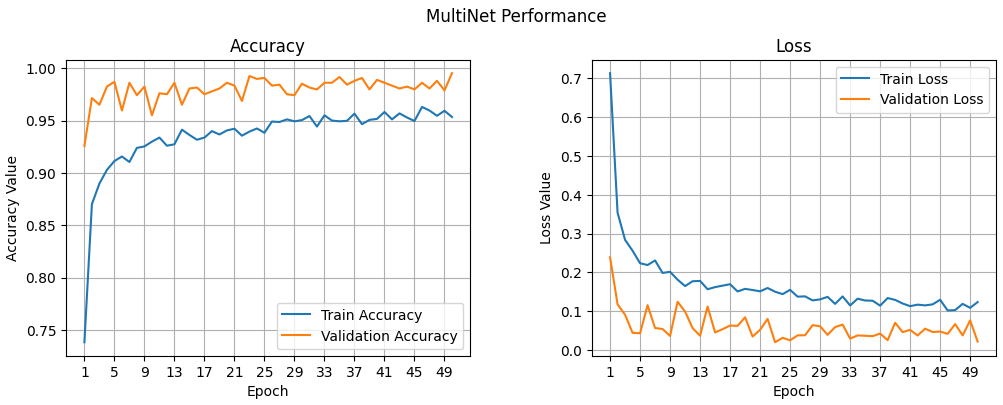 MultiNet Performance
Accuracy
Accuracy Value
1.00
0.95
0.90
0.85
0.80
0.75
Train Accuracy
Validation Accuracy
1 5 9 13 17 21 25 29 33 37 41 45 49
Epoch
Loss
Loss Value
0.7
0.6
0.5
0.4
0.3
0.2
0.1
0.0
Train Loss
Validation Loss
1 5 9 13 17 21 25 29 33 37 41 45 49
Epoch